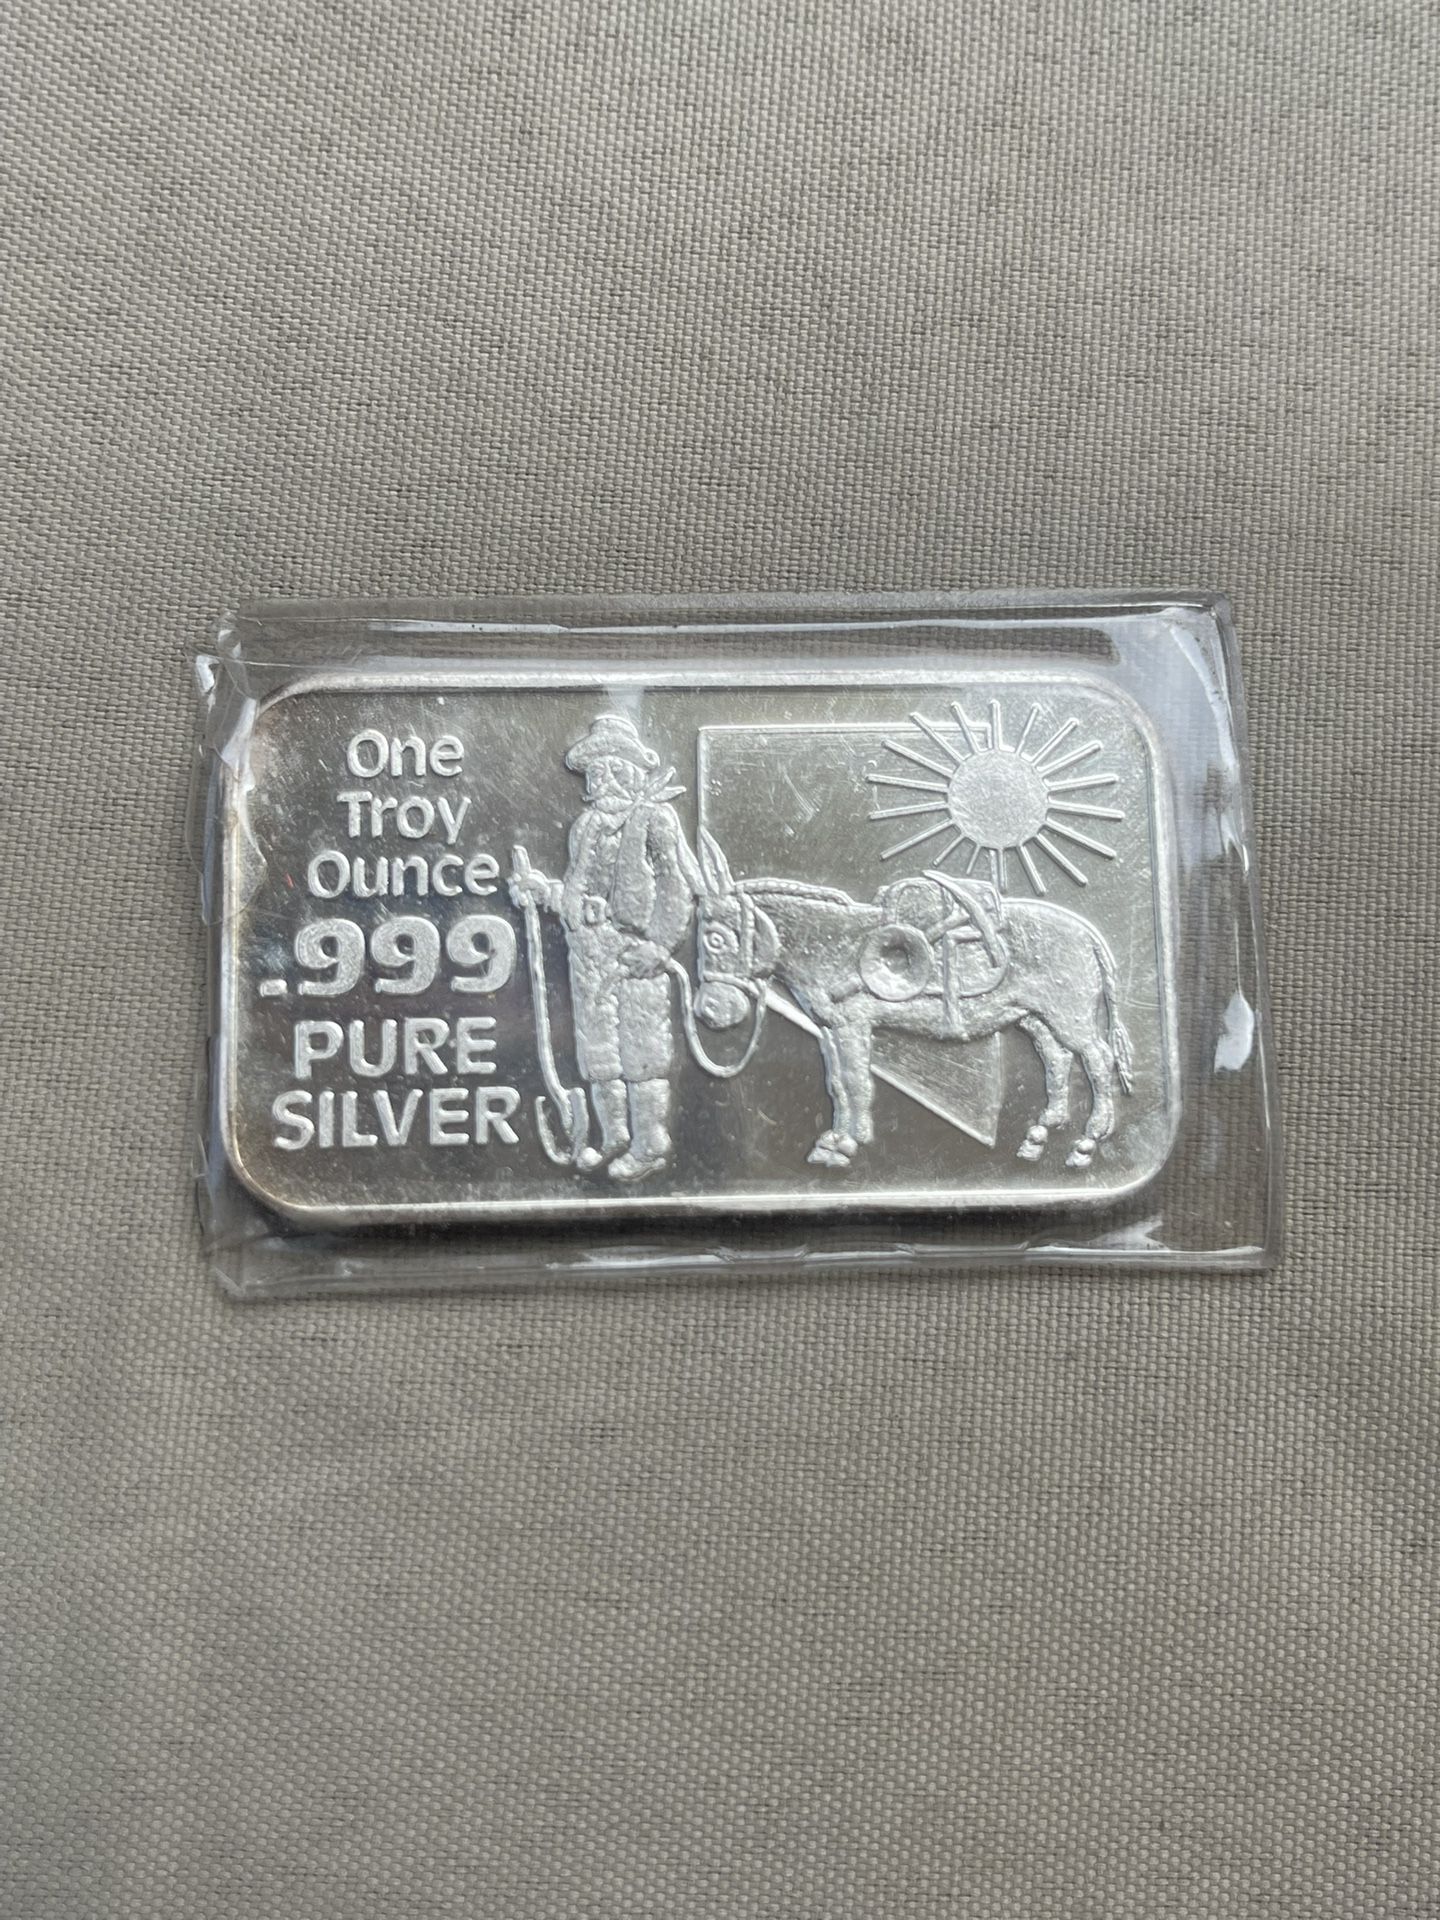 One
Troy
Ounce
.999
PURE
SILVER